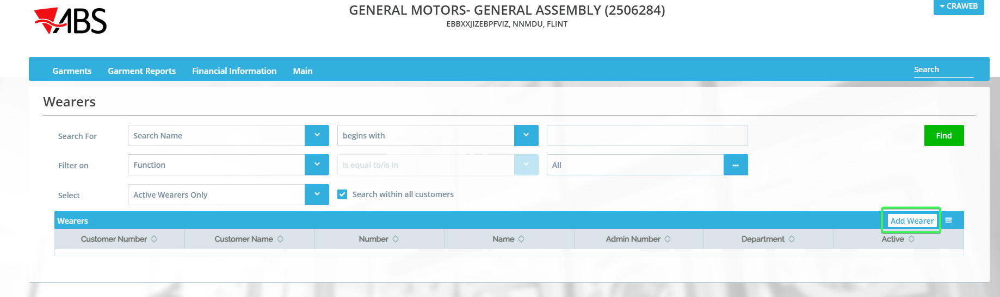 ABS
GENERAL MOTORS- GENERAL ASSEMBLY (2506284)
EBBXXJIZEBPFVIZ, NNMDU, FLINT
CRAWEB
Garments Garment Reports Financial Information Main Search
Wearers
Search For Search Name begins with Find
Filter on Function is equal to/is in All ...
Select Active Wearers Only Search within all customers
Wearers Add Wearer
Customer Number Customer Name Number Name Admin Number Department Active